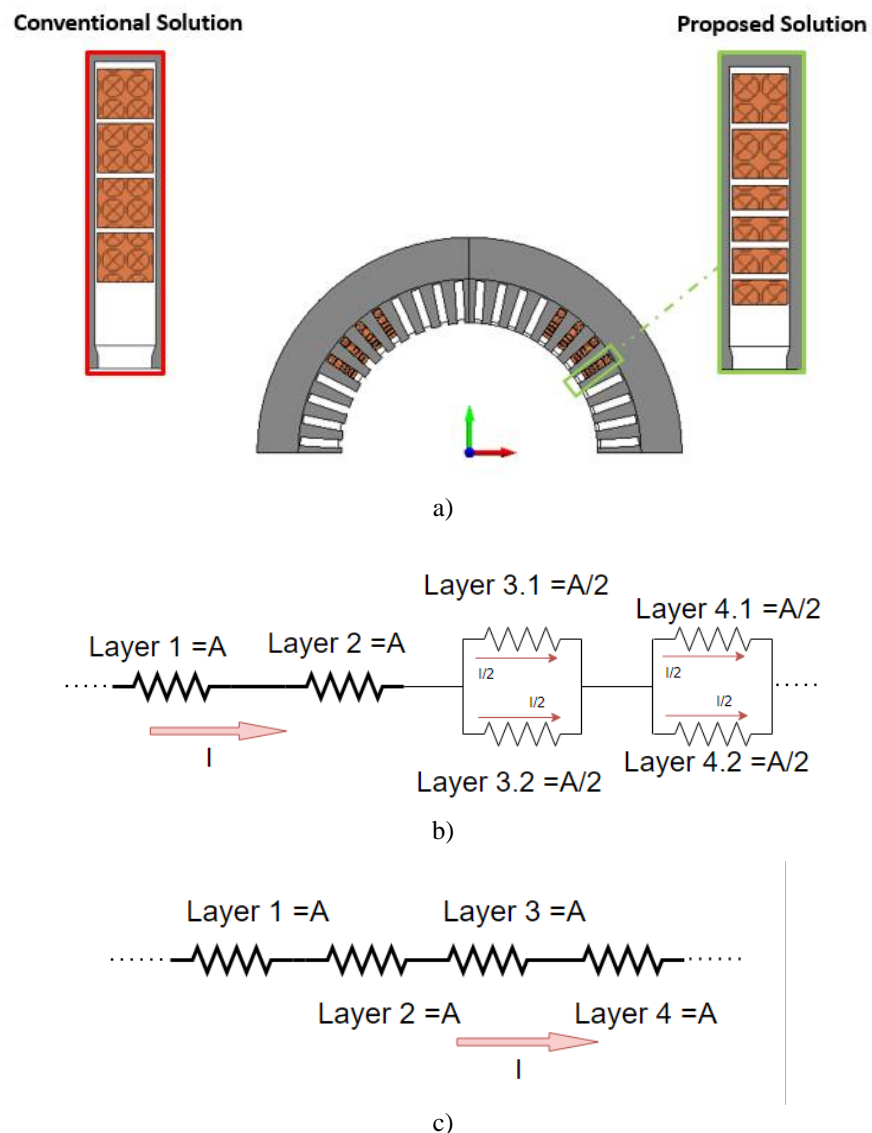 Conventional Solution
Proposed Solution
a)
Layer 3.1 =A/2
Layer 4.1 =A/2
Layer 1 =A
Layer 2 =A
I/2
I/2
I/2
I/2
I
Layer 3.2 =A/2
Layer 4.2 =A/2
b)
Layer 1 =A
Layer 3 =A
Layer 2 =A
Layer 4 =A
I
c)